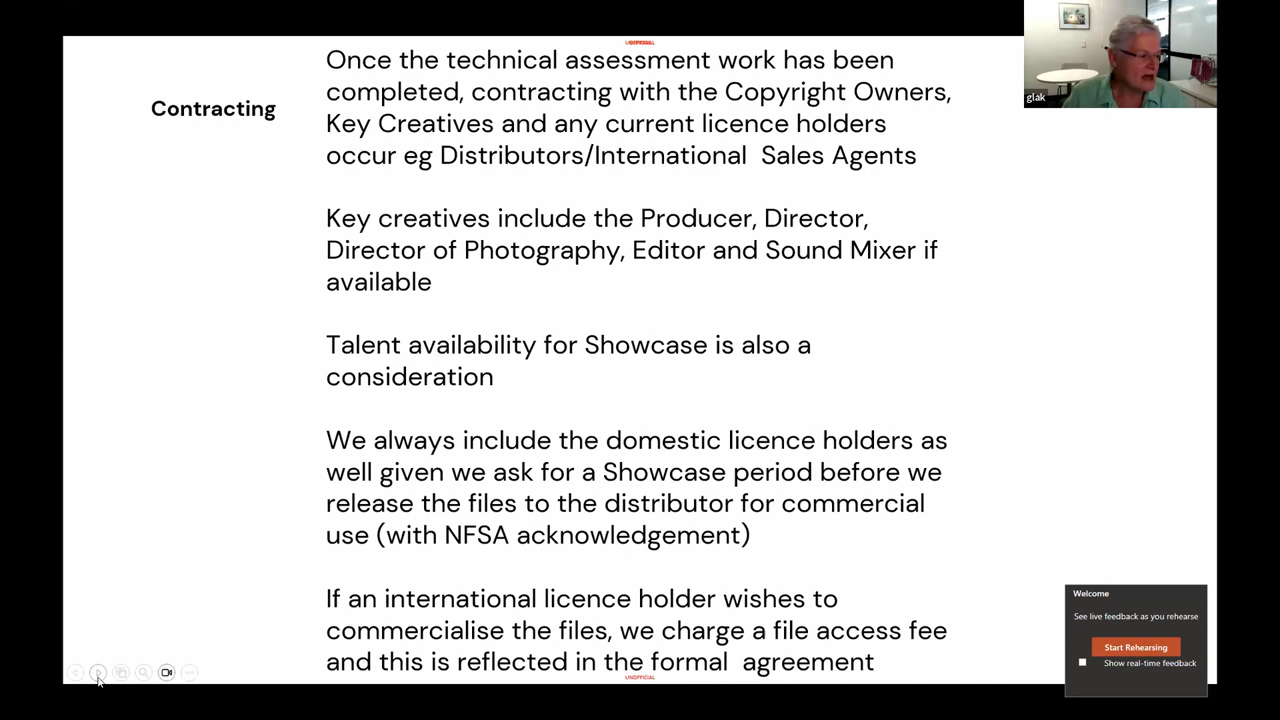 UNOFFICIAL
Contracting
Once the technical assessment work has been
completed, contracting with the Copyright Owners,
Key Creatives and any current licence holders
occur eg Distributors/International Sales Agents
Key creatives include the Producer, Director,
Director of Photography, Editor and Sound Mixer if
available
Talent availability for Showcase is also a
consideration
We always include the domestic licence holders as
well given we ask for a Showcase period before we
release the files to the distributor for commercial
use (with NFSA acknowledgement)
If an international licence holder wishes to
commercialise the files, we charge a file access fee
and this is reflected in the formal agreement
UNOFFICIAL
glak
Welcome
See live feedback as you rehearse
Start Rehearsing
Show real-time feedback